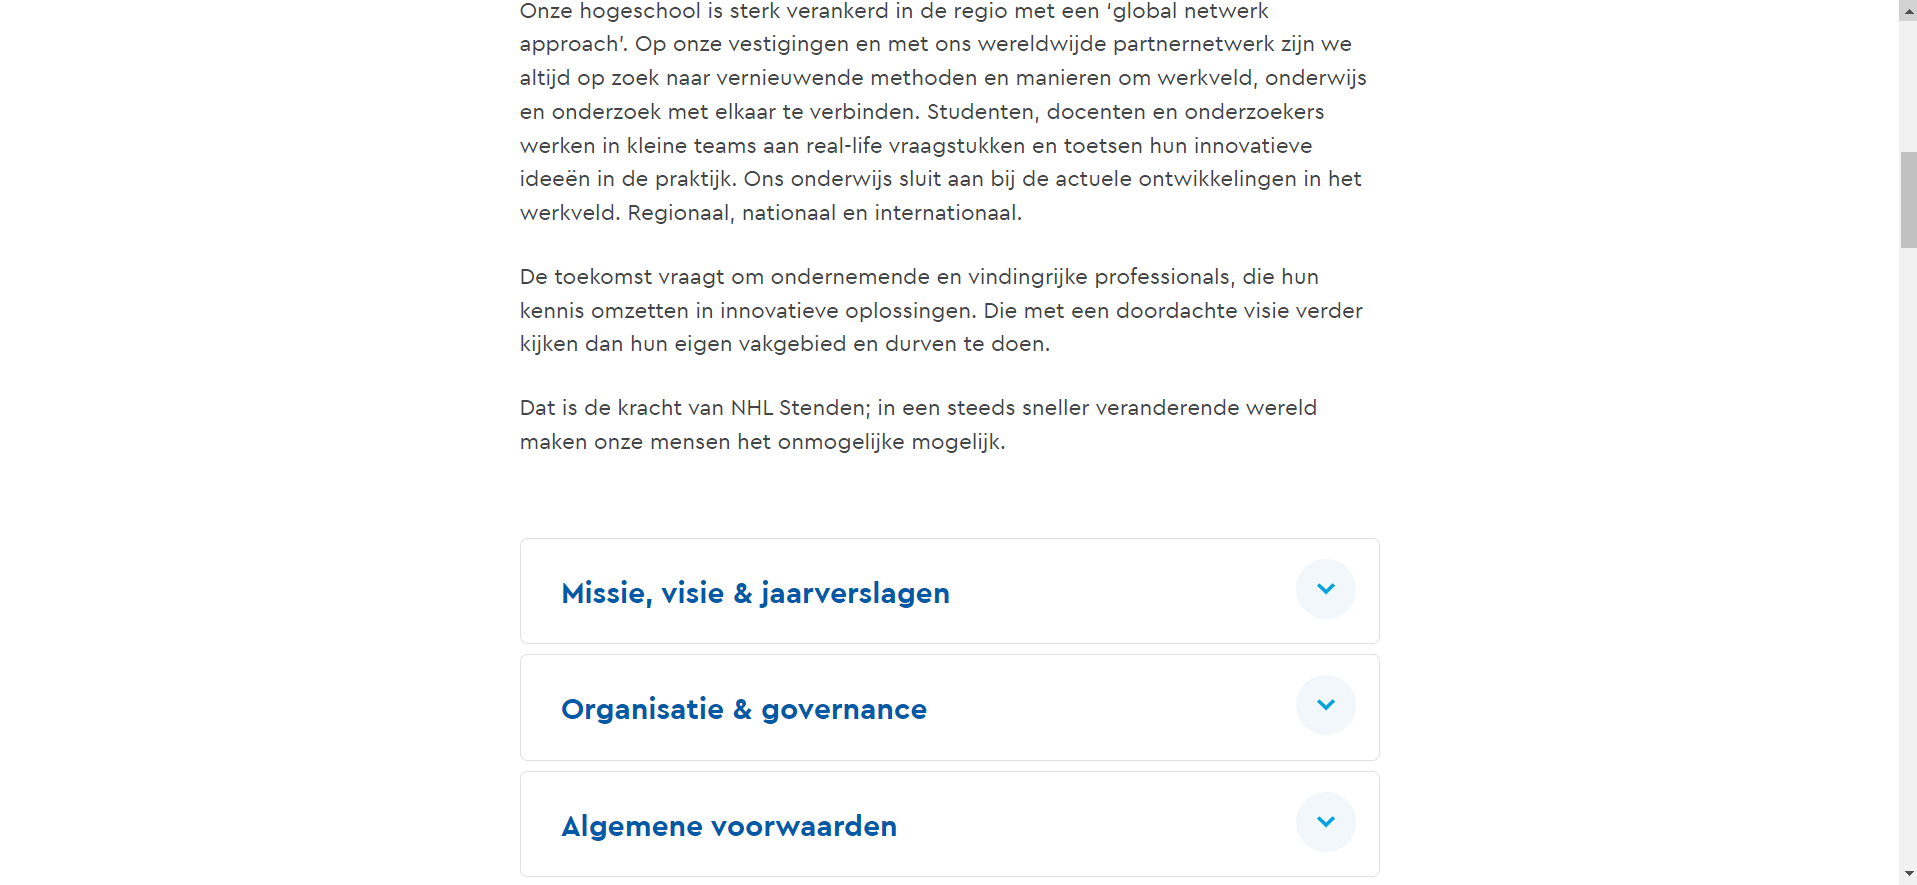 Onze hogeschool is sterk verankerd in de regio met een ‘global netwerk
approach’. Op onze vestigingen en met ons wereldwijde partnernetwerk zijn we
altijd op zoek naar vernieuwende methoden en manieren om werkveld, onderwijs
en onderzoek met elkaar te verbinden. Studenten, docenten en onderzoekers
werken in kleine teams aan real-life vraagstukken en toetsen hun innovatieve
ideeën in de praktijk. Ons onderwijs sluit aan bij de actuele ontwikkelingen in het
werkveld. Regionaal, nationaal en internationaal.
De toekomst vraagt om ondernemende en vindingrijke professionals, die hun
kennis omzetten in innovatieve oplossingen. Die met een doordachte visie verder
kijken dan hun eigen vakgebied en durven te doen.
Dat is de kracht van NHL Stenden; in een steeds sneller veranderende wereld
maken onze mensen het onmogelijke mogelijk.
Missie, visie & jaarverslagen
Organisatie & governance
Algemene voorwaarden